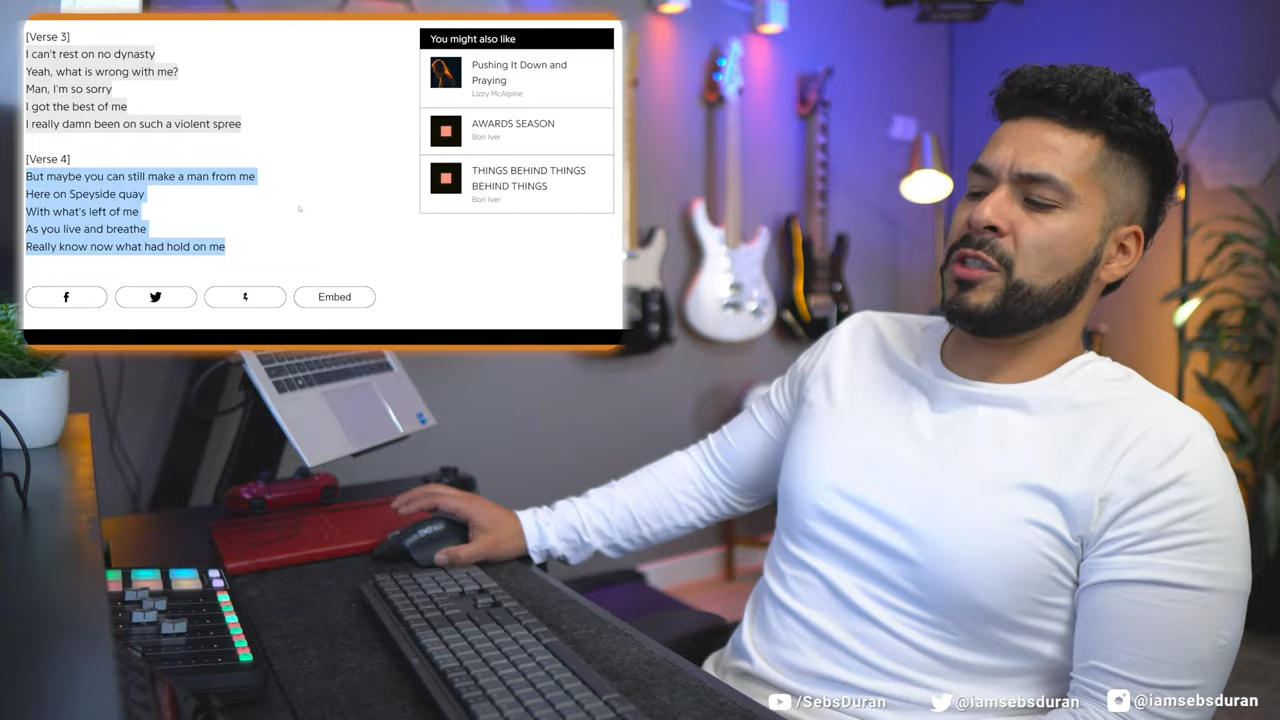 [Verse 3]
I can't rest on no dynasty
Yeah, what is wrong with me?
Man, I'm so sorry
I got the best of me
I really damn been on such a violent spree
[Verse 4]
But maybe you can still make a man from me
Here on Speyside quay
With what's left of me
As you live and breathe
Really know now what had hold on me
Embed
You might also like
Pushing It Down and
Praying
Lizzy McAlpine
AWARDS SEASON
Bon Iver
THINGS BEHIND THINGS
BEHIND THINGS
Bon Iver
/SebsDuran
@iamsebsduran
@iamsebsduran